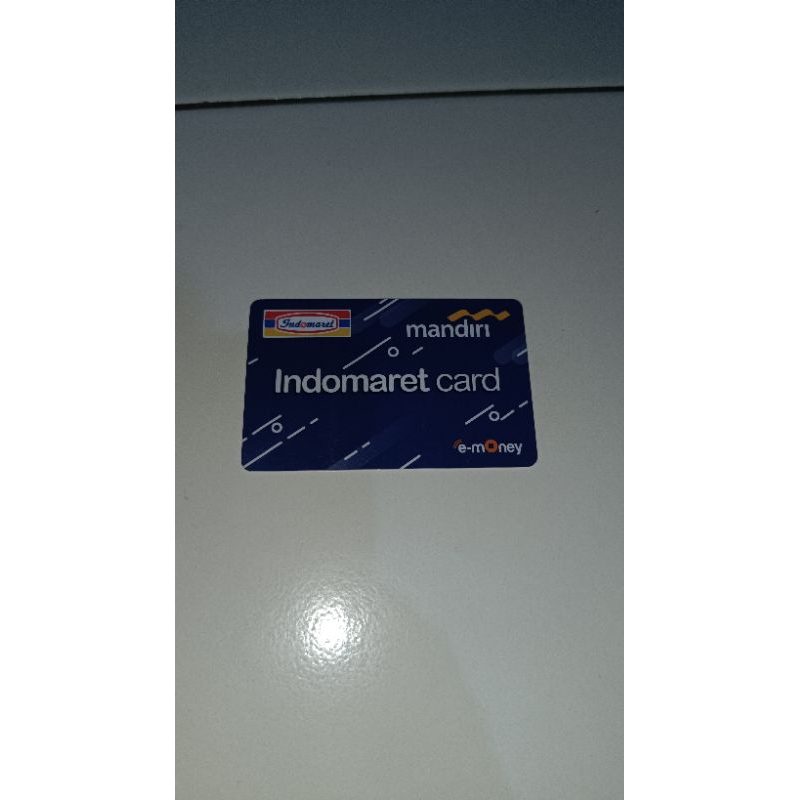 Indomaret
mandiri
Indomaret card
e-money